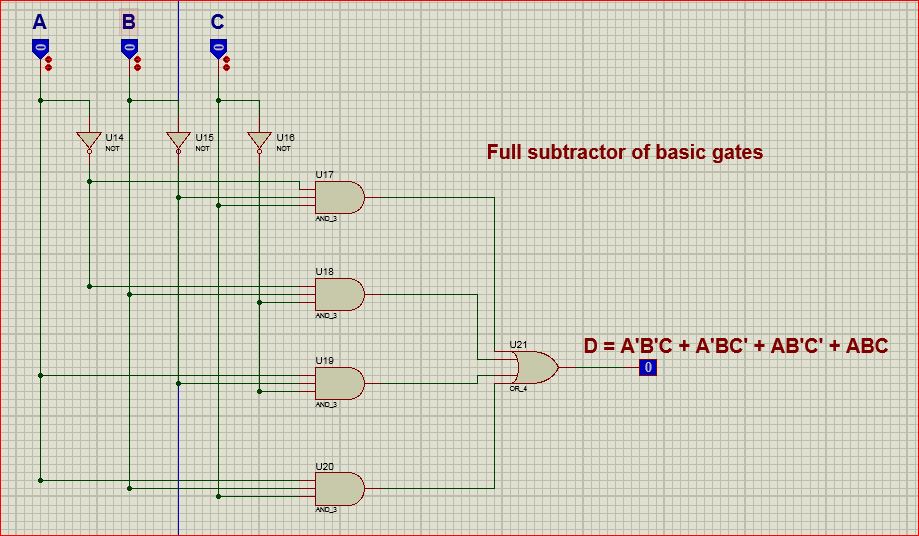 A B C
0 0 0
U14 U15 U16
NOT NOT NOT
Full subtractor of basic gates
U17
AND_3
U18
AND_3
U21
D = A'B'C + A'BC' + AB'C' + ABC
0
U19
OR_4
AND_3
U20
AND_3